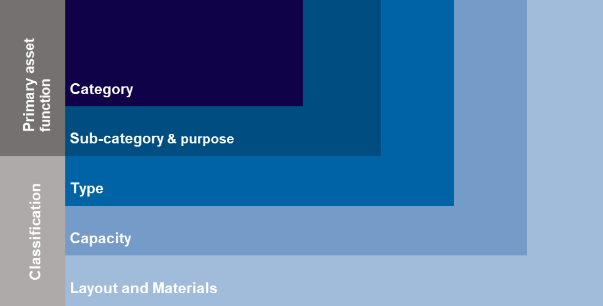 Primary asset
function
Category
Sub-category & purpose
Classification
Type
Capacity
Layout and Materials